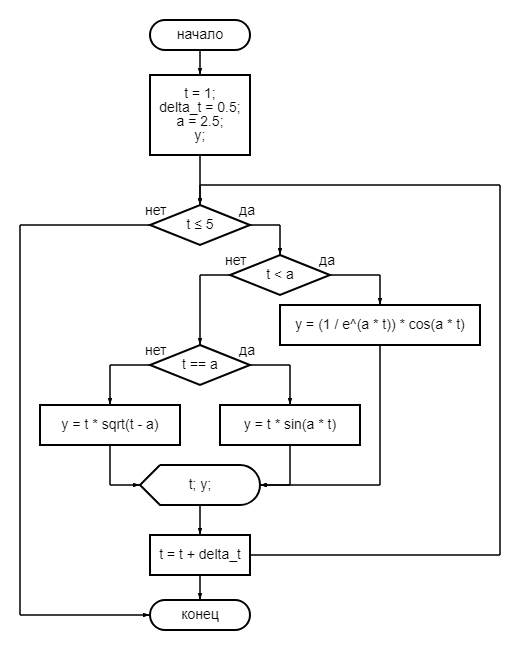 начало
t = 1;
delta_t = 0.5;
a = 2.5;
y;
нет
да
t ≤ 5
нет
да
t < a
y = (1 / e^(a * t)) * cos(a * t)
нет
да
t == a
y = t * sqrt(t - a)
y = t * sin(a * t)
t; y;
t = t + delta_t
конец